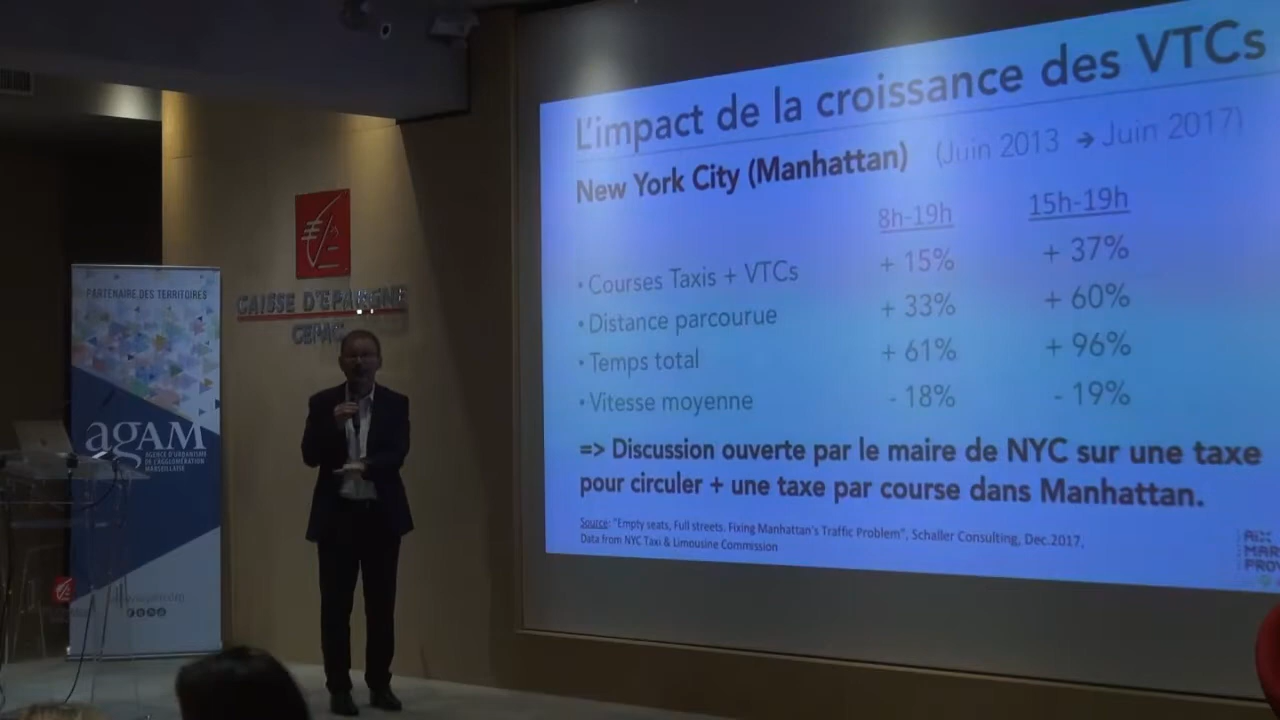 L'impact de la croissance des VTCs
New York City (Manhattan) (Juin 2013 → Juin 2017)
8h-19h 15h-19h
• Courses Taxis + VTCs + 15% + 37%
• Distance parcourue + 33% + 60%
• Temps total + 61% + 96%
• Vitesse moyenne - 18% - 19%
=> Discussion ouverte par le maire de NYC sur une taxe
pour circuler + une taxe par course dans Manhattan.
Source: "Empty seats, Full streets. Fixing Manhattan's Traffic Problem", Schaller Consulting, Dec.2017,
Data from NYC Taxi & Limousine Commission
CAISSE D'EPARGNE
PARTENAIRE DES TERRITOIRES
agAM
AGENCE D'URBANISME
DE L'AGGLOMÉRATION
MARSEILLAISE